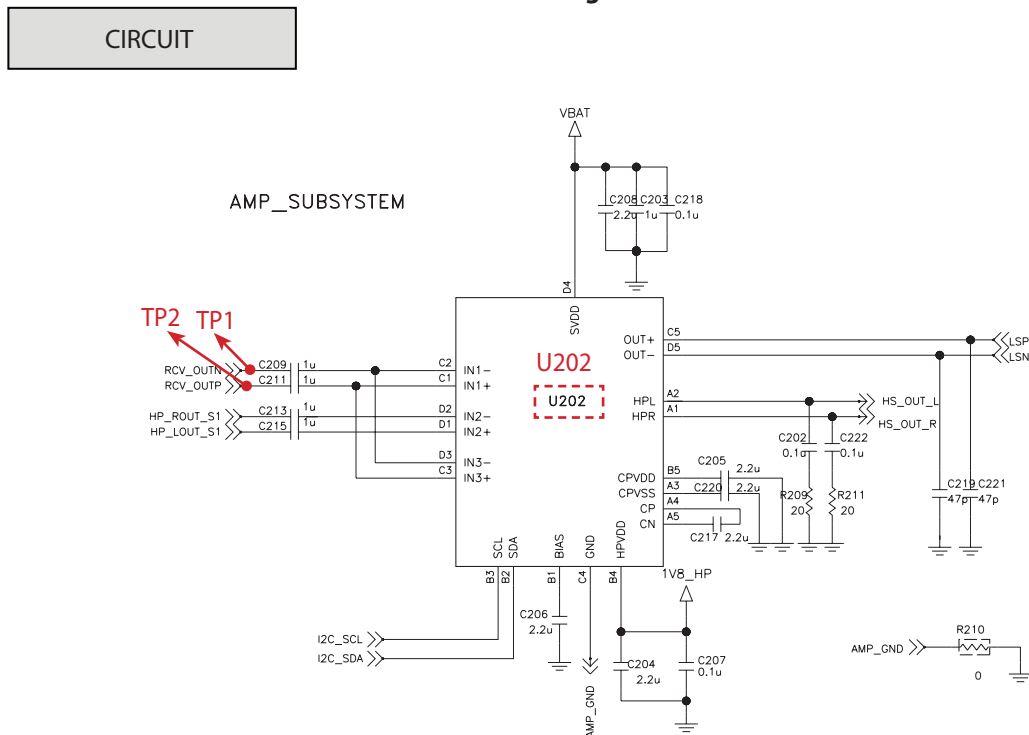 CIRCUIT
VBAT
AMP_SUBSYSTEM
C208 C203 C218
2.2u 1u 0.1u
D4
SVDD
TP2 TP1
U202
U202
RCV_OUTN C209 1u C2 IN1-
RCV_OUTP C211 1u C1 IN1+
HP_ROUT_S1 C213 1u D2 IN2-
HP_LOUT_S1 C215 1u D1 IN2+
D3 IN3-
C3 IN3+
OUT+ C5 LSP
OUT- D5 LSN
HPL A2 HS_OUT_L
HPR A1 HS_OUT_R
C202 C222
0.1u 0.1u
R209 R211
20 20
C219 C221
47p 47p
CPVDD B5 C205 2.2u
CPVSS A3 C220 2.2u
CP A4
CN A5
C217 2.2u
SCL SDA BIAS GND HPVDD
B3 B2 B1 C4 B4
1V8_HP
C206
2.2u
I2C_SCL
I2C_SDA
AMP_GND
C204 C207
2.2u 0.1u
R210
AMP_GND
0